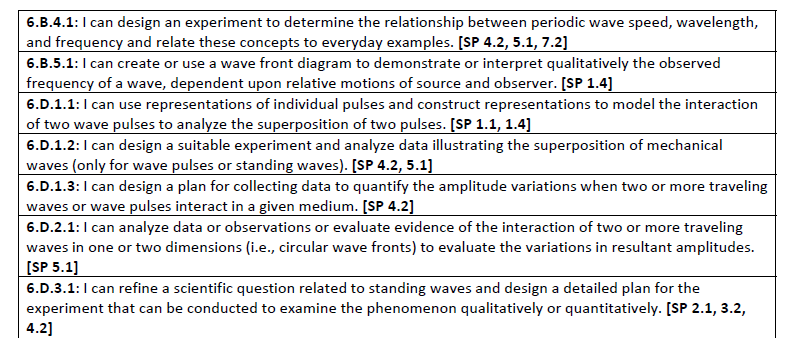 6.B.4.1: I can design an experiment to determine the relationship between periodic wave speed, wavelength,
and frequency and relate these concepts to everyday examples. [SP 4.2, 5.1, 7.2]
6.B.5.1: I can create or use a wave front diagram to demonstrate or interpret qualitatively the observed
frequency of a wave, dependent upon relative motions of source and observer. [SP 1.4]
6.D.1.1: I can use representations of individual pulses and construct representations to model the interaction
of two wave pulses to analyze the superposition of two pulses. [SP 1.1, 1.4]
6.D.1.2: I can design a suitable experiment and analyze data illustrating the superposition of mechanical
waves (only for wave pulses or standing waves). [SP 4.2, 5.1]
6.D.1.3: I can design a plan for collecting data to quantify the amplitude variations when two or more traveling
waves or wave pulses interact in a given medium. [SP 4.2]
6.D.2.1: I can analyze data or observations or evaluate evidence of the interaction of two or more traveling
waves in one or two dimensions (i.e., circular wave fronts) to evaluate the variations in resultant amplitudes.
[SP 5.1]
6.D.3.1: I can refine a scientific question related to standing waves and design a detailed plan for the
experiment that can be conducted to examine the phenomenon qualitatively or quantitatively. [SP 2.1, 3.2,
4.2]